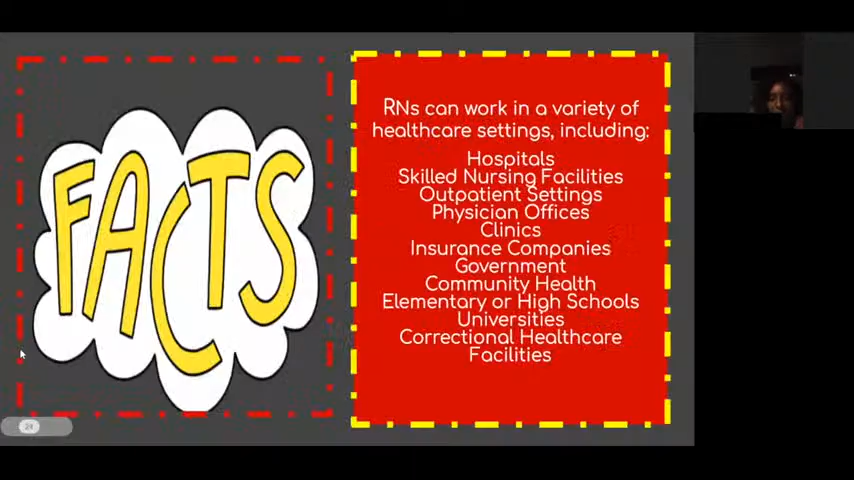 FACTS
RNs can work in a variety of
healthcare settings, including:
Hospitals
Skilled Nursing Facilities
Outpatient Settings
Physician Offices
Clinics
Insurance Companies
Government
Community Health
Elementary or High Schools
Universities
Correctional Healthcare
Facilities